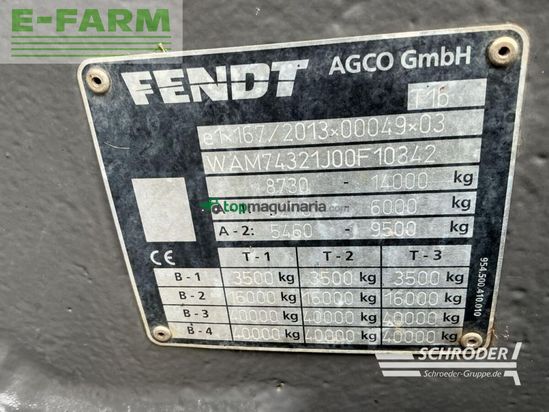 E-FARM
FENDT
AGCO GmbH
T1b
e1*167/2013*00049*03
WAM74321J00F10342
8730 - 14000 kg
6000 kg
topmaquinaria.com
A - 2: 5460 - 9500 kg
CE T - 1 T - 2 T - 3
B - 1 3500 kg 3500 kg 3500 kg
B - 2 16000 kg 16000 kg 16000 kg
B - 3 40000 kg 40000 kg 40000 kg
B - 4 40000 kg 40000 kg 40000 kg
954.500.410.010
SCHRÖDER
Schroeder-Gruppe.de